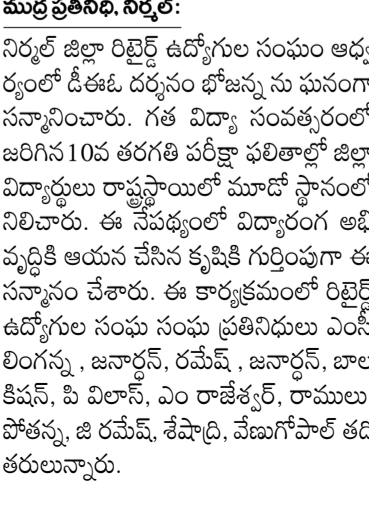 ముద్ర ప్రతినిధి, నిర్మల్:
నిర్మల్ జిల్లా రిటైర్డ్ ఉద్యోగుల సంఘం ఆధ్వ
ర్యంలో డీఈఓ దర్శనం భోజన్న ను ఘనంగా
సన్మానించారు. గత విద్యా సంవత్సరంలో
జరిగిన10వ తరగతి పరీక్షా ఫలితాల్లో జిల్లా
విద్యార్థులు రాష్ట్రస్థాయిలో మూడో స్థానంలో
నిలిచారు. ఈ నేపథ్యంలో విద్యారంగ అభి
వృద్ధికి ఆయన చేసిన కృషికి గుర్తింపుగా ఈ
సన్మానం చేశారు. ఈ కార్యక్రమంలో రిటైర్డ్
ఉద్యోగుల సంఘ సంఘ ప్రతినిధులు ఎంసీ
లింగన్న , జనార్ధన్, రమేష్ , జనార్ధన్, బాల
కిషన్, పి విలాస్, ఎం రాజేశ్వర్, రాములు
పోతన్న, జి రమేష్, శేషాద్రి, వేణుగోపాల్ తది
తరులున్నారు.